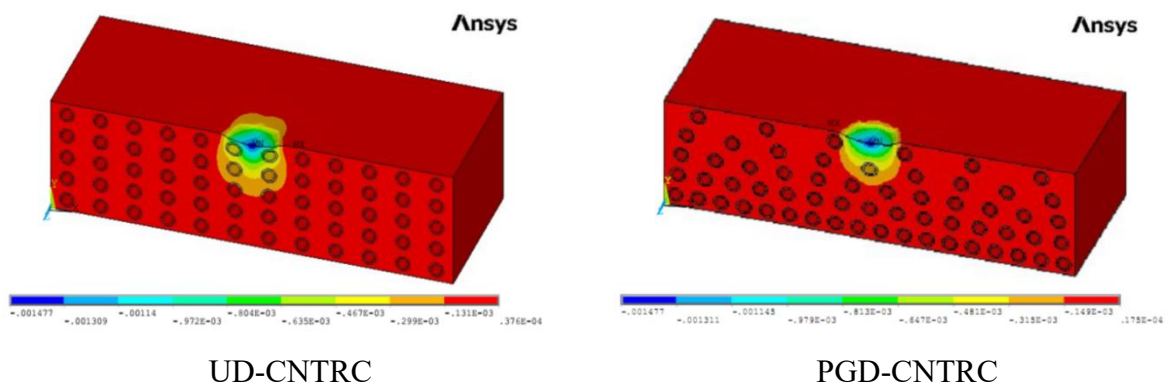 Ansys
Ansys
Y
Z
-.001477 -.001309 -.00114 -.972E-03 -.804E-03 -.635E-03 -.467E-03 -.299E-03 -.131E-03 .376E-04
-.001477 -.001311 -.001145 -.979E-03 -.813E-03 -.647E-03 -.481E-03 -.315E-03 -.149E-03 .175E-04
UD-CNTRC
PGD-CNTRC